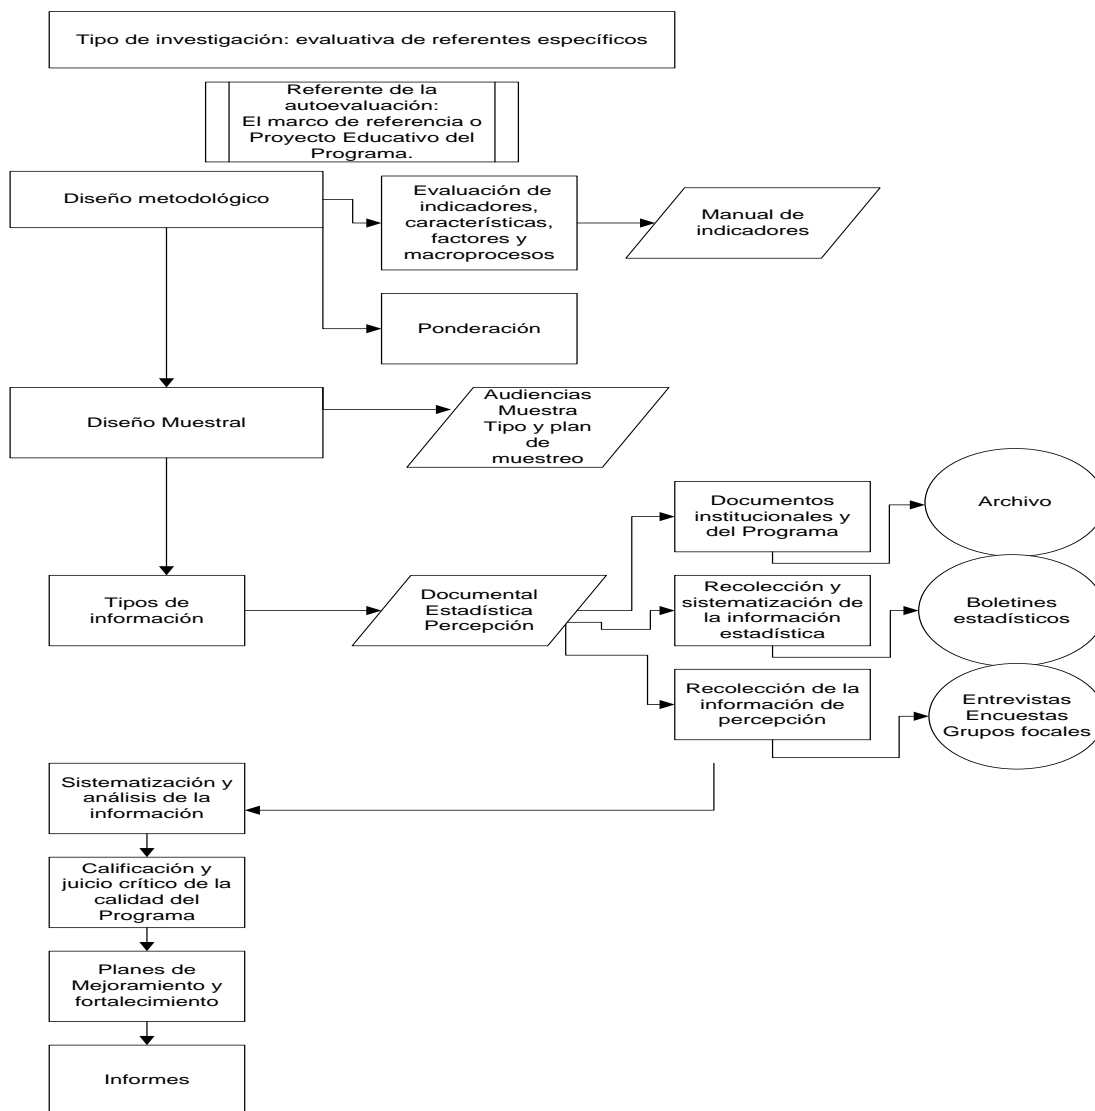 Tipo de investigación: evaluativa de referentes específicos
Referente de la
autoevaluación:
El marco de referencia o
Proyecto Educativo del
Programa.
Diseño metodológico
Evaluación de
indicadores,
características,
factores y
macroprocesos
Manual de
indicadores
Ponderación
Diseño Muestral
Audiencias
Muestra
Tipo y plan
de
muestreo
Documentos
institucionales y
del Programa
Archivo
Tipos de
información
Documental
Estadística
Percepción
Recolección y
sistematización de
la información
estadística
Boletines
estadísticos
Recolección de la
información de
percepción
Entrevistas
Encuestas
Grupos focales
Sistematización y
análisis de la
información
Calificación y
juicio crítico de la
calidad del
Programa
Planes de
Mejoramiento y
fortalecimiento
Informes